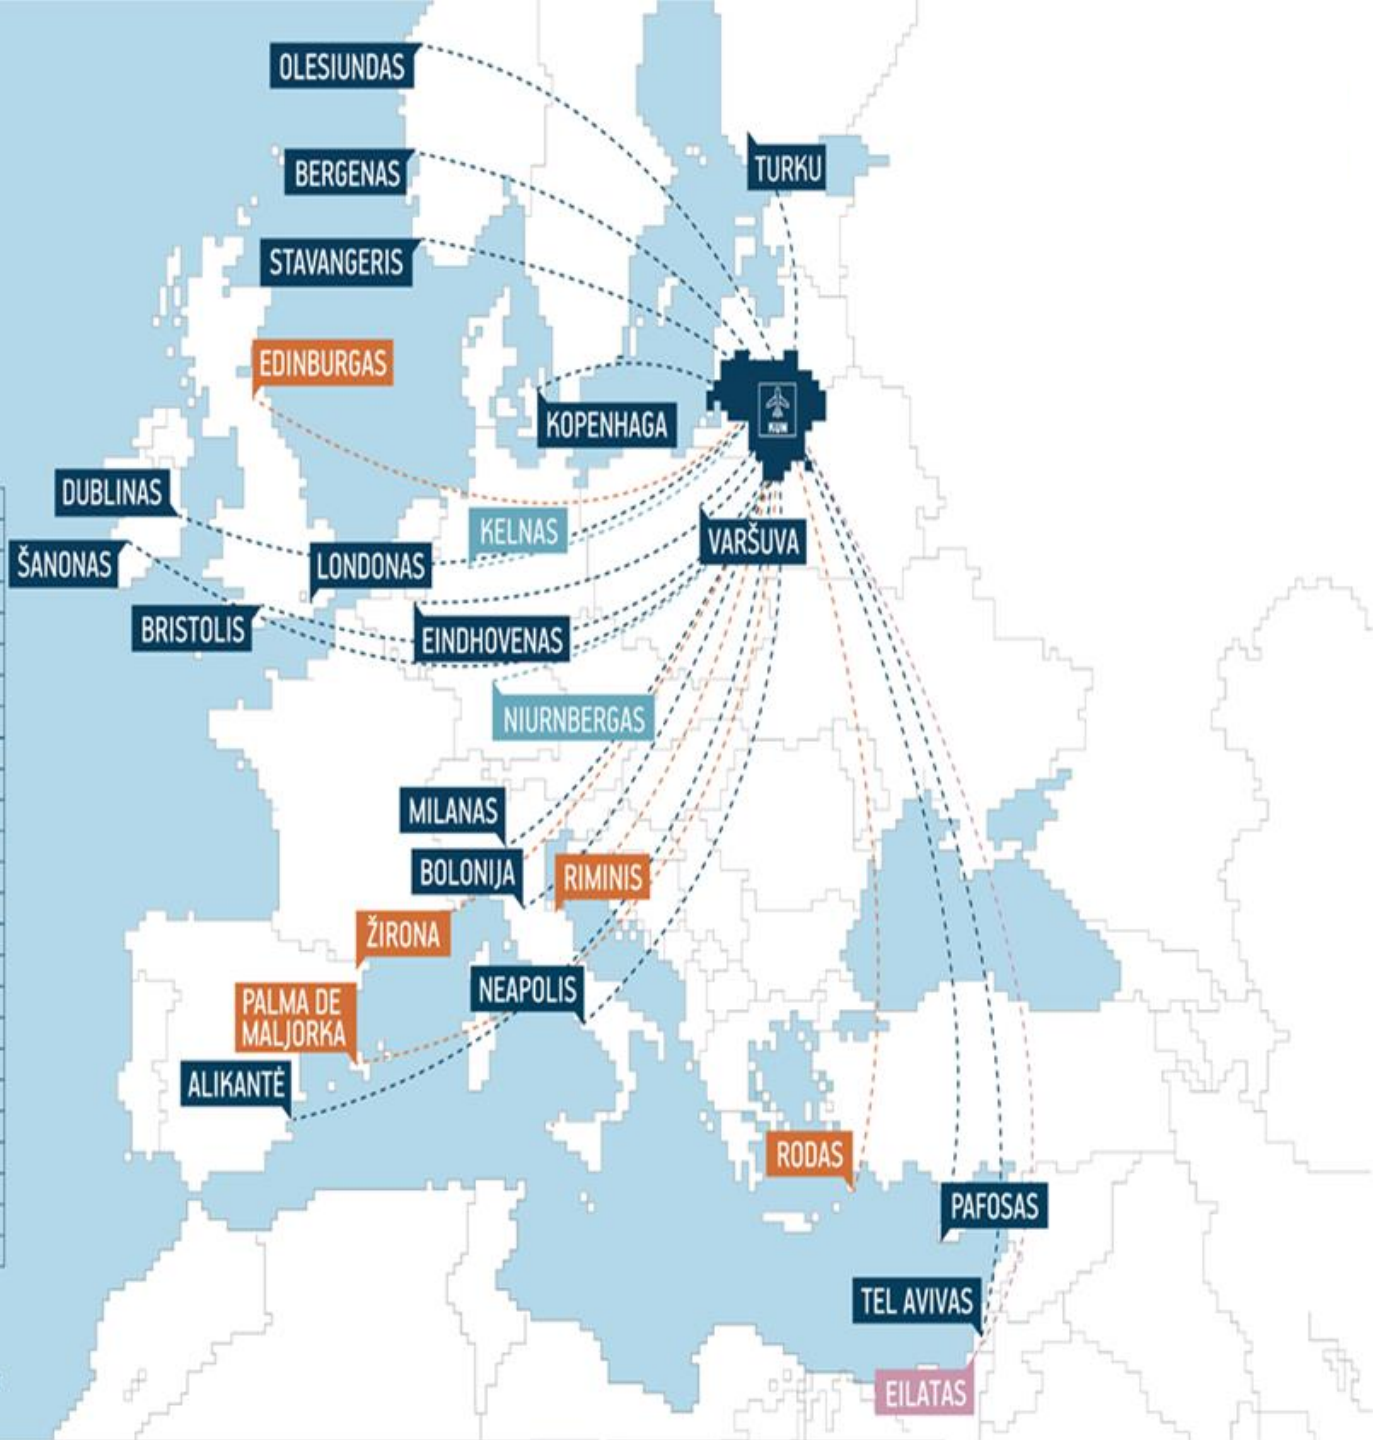 OLESIUNDAS
TURKU
BERGENAS
STAVANGERIS
EDINBURGAS
KOPENHAGA
KUN
DUBLINAS
KELNAS
VARŠUVA
ŠANONAS
LONDONAS
BRISTOLIS
EINDHOVENAS
NIURNBERGAS
MILANAS
BOLONIJA
RIMINIS
ŽIRONA
NEAPOLIS
PALMA DE
MALJORKA
ALIKANTĖ
RODAS
PAFOSAS
TEL AVIVAS
EILATAS